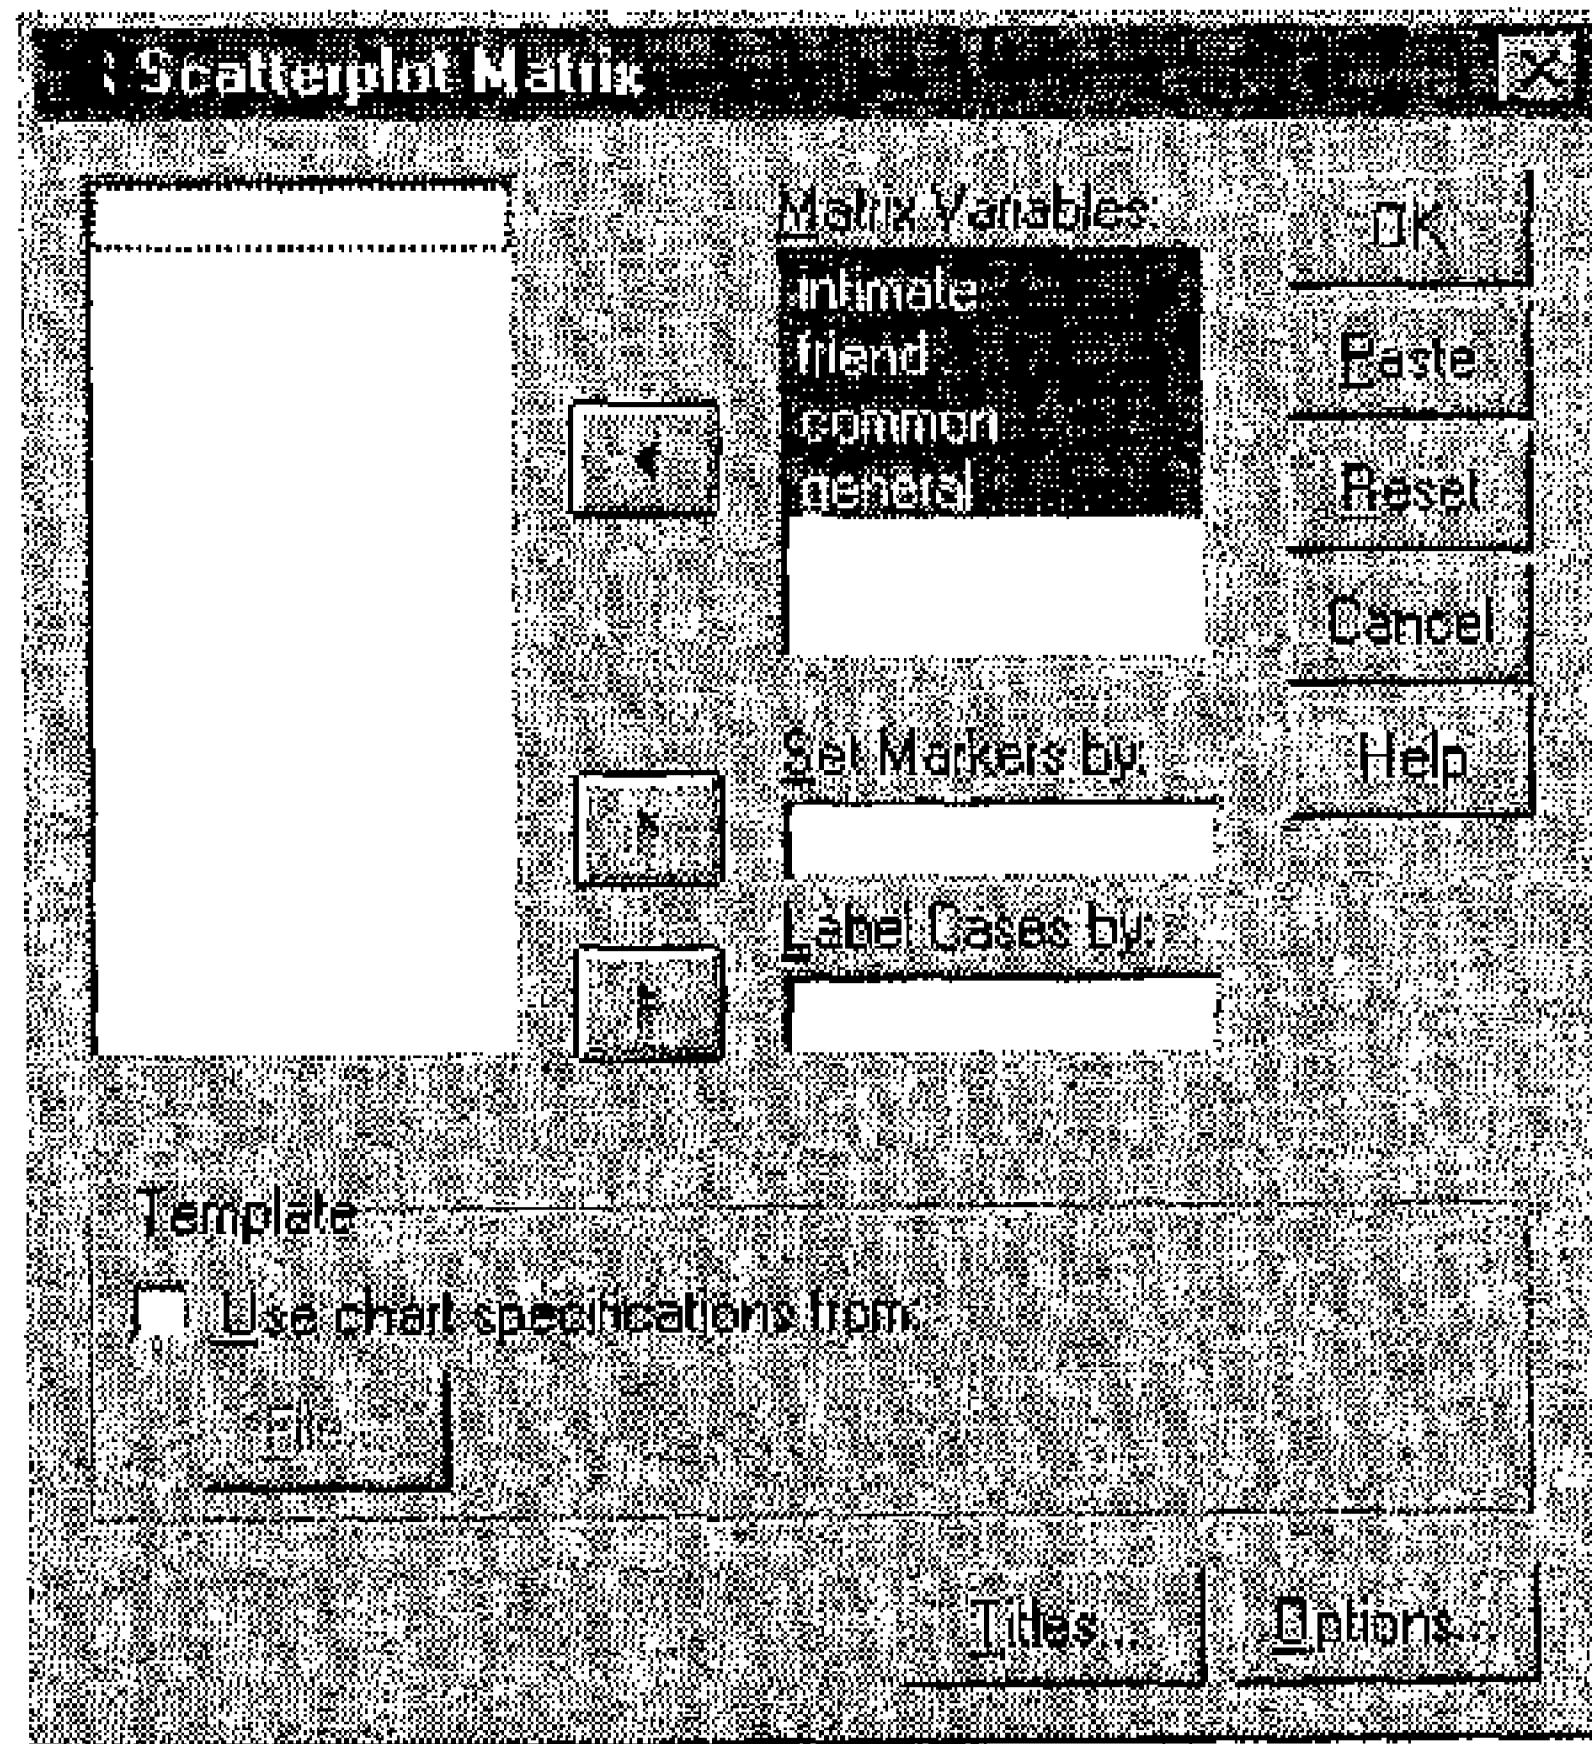 Scatterplot Matrix
Matrix Variables:
intimate
friend
common
general
OK
Paste
Reset
Cancel
Help
Set Markers by:
Label Cases by:
Template
Use chart specifications from:
File
Titles...
Options...